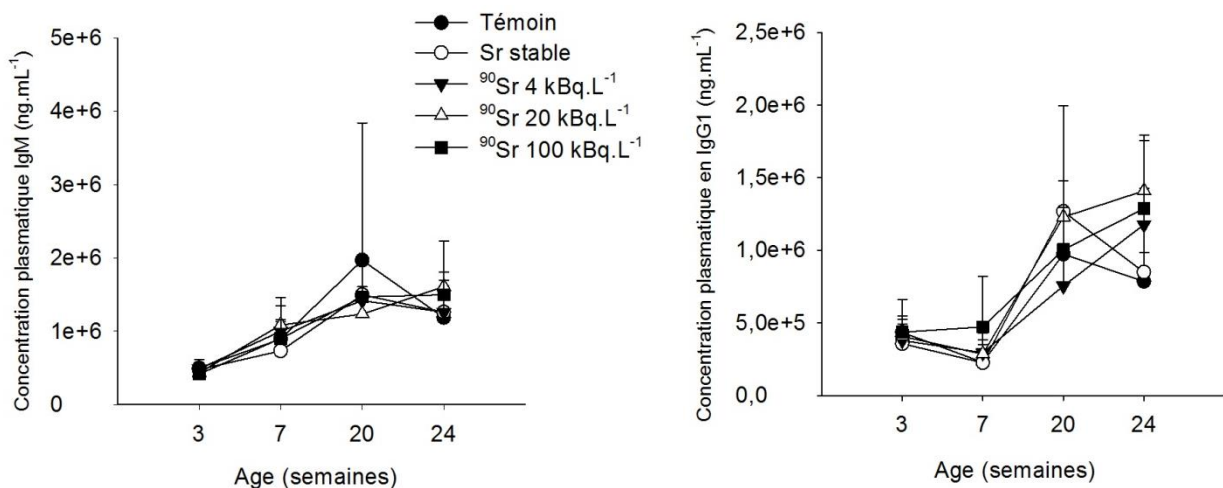 Concentration plasmatique IgM (ng.mL⁻¹)
5e+6
4e+6
3e+6
2e+6
1e+6
0
3 7 20 24
Age (semaines)
Témoin
Sr stable
⁹⁰Sr 4 kBq.L⁻¹
⁹⁰Sr 20 kBq.L⁻¹
⁹⁰Sr 100 kBq.L⁻¹
Concentration plasmatique en IgG1 (ng.mL⁻¹)
2,5e+6
2,0e+6
1,5e+6
1,0e+6
5,0e+5
0,0
3 7 20 24
Age (semaines)